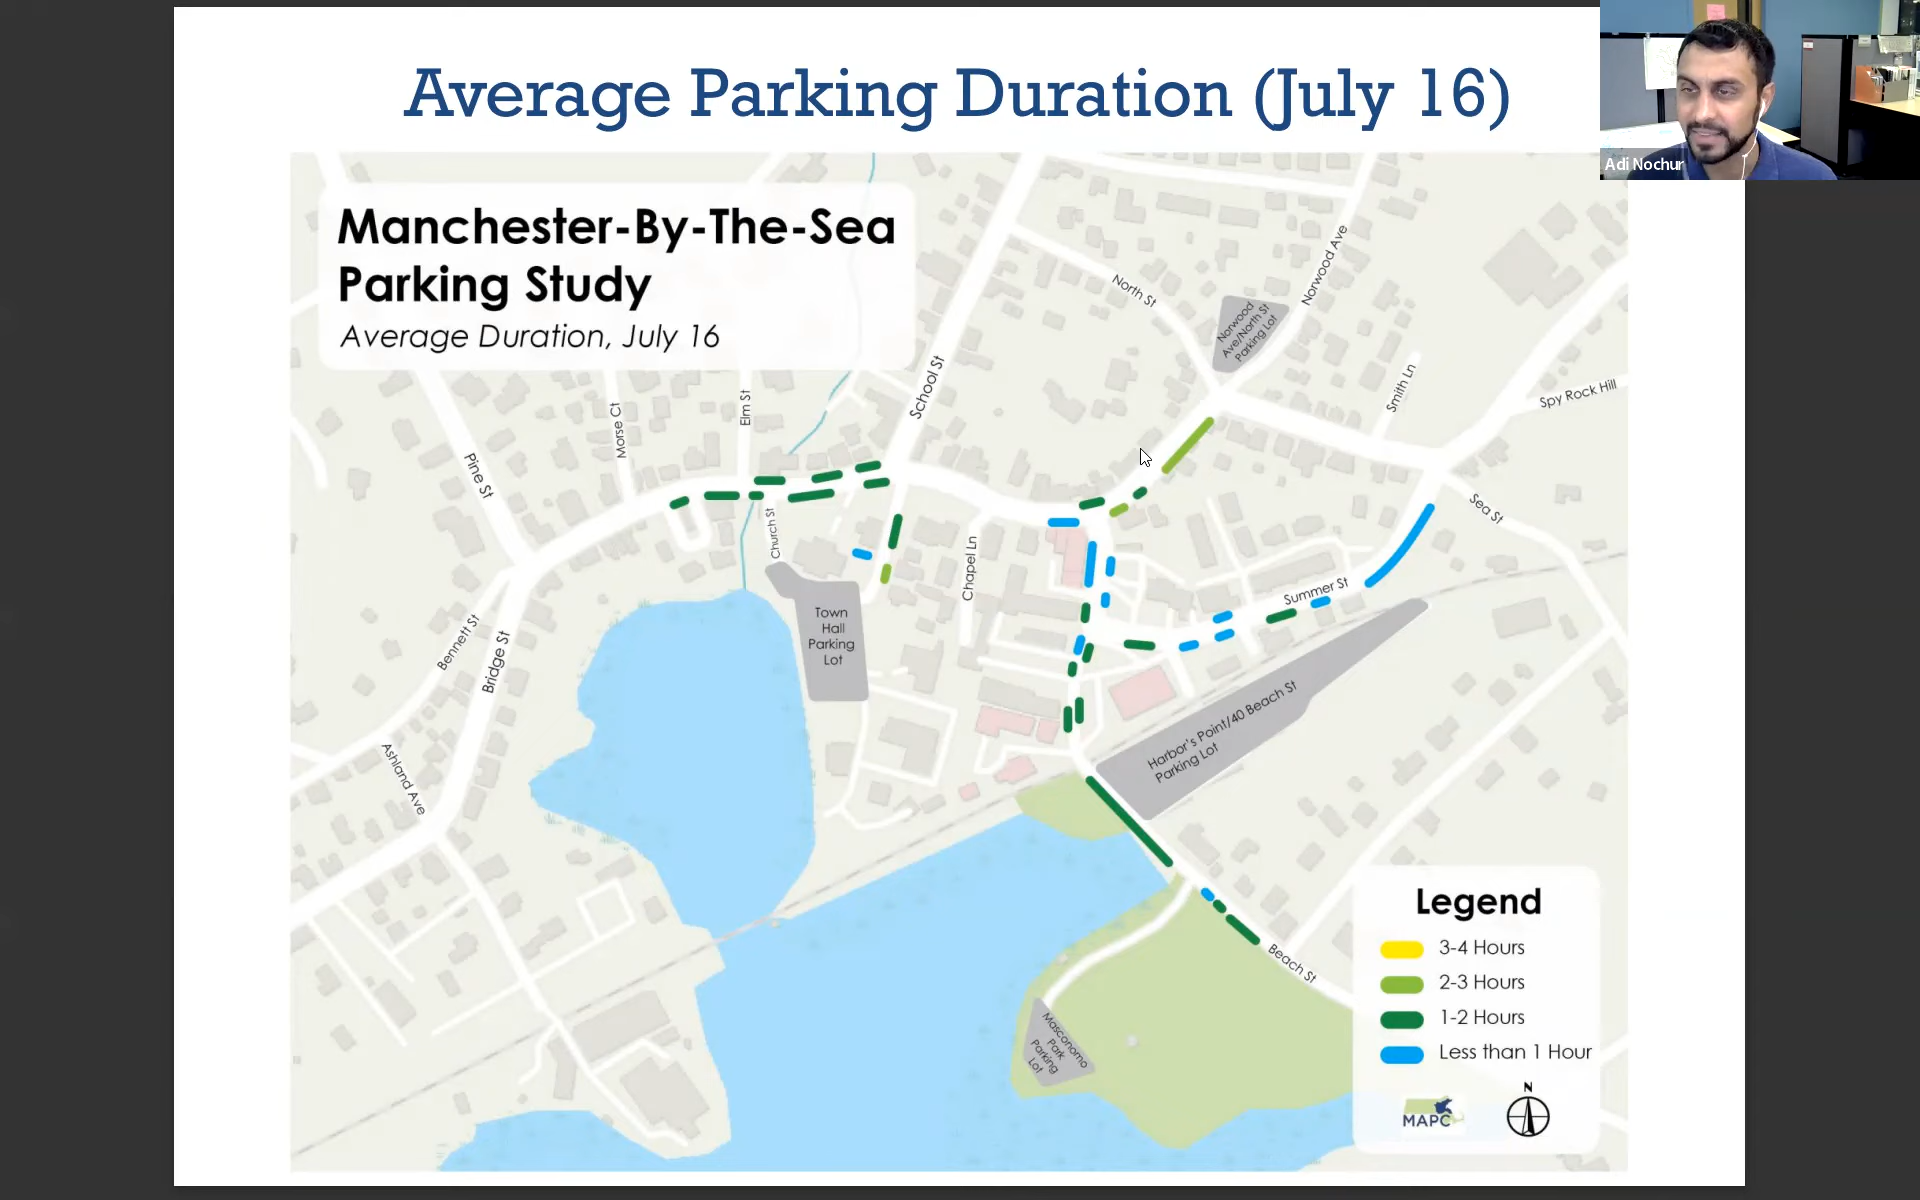 Average Parking Duration (July 16)
Adi Nochur
Manchester-By-The-Sea
Parking Study
Average Duration, July 16
North St
Norwood Ave
Norwood
Ave/North St
Parking Lot
School St
Elm St
Morse Ct
Smith Ln
Spy Rock Hill
Pine St
Sea St
Church St
Chapel Ln
Summer St
Town
Hall
Parking
Lot
Bennett St
Bridge St
Harbor's Point/40 Beach St
Parking Lot
Ashland Ave
Beach St
Masconomo
Park
Parking
Lot
Legend
3-4 Hours
2-3 Hours
1-2 Hours
Less than 1 Hour
N
MAPC